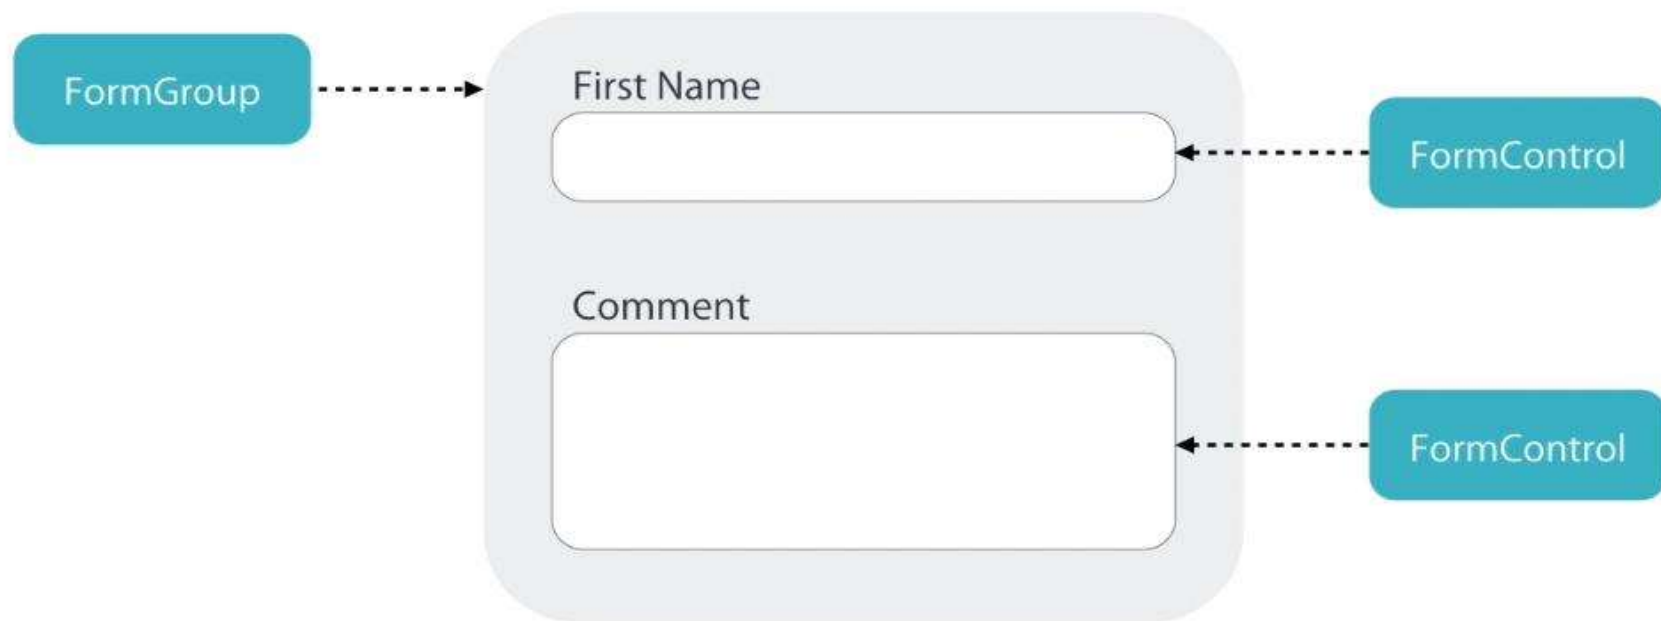 FormGroup
First Name
FormControl
Comment
FormControl